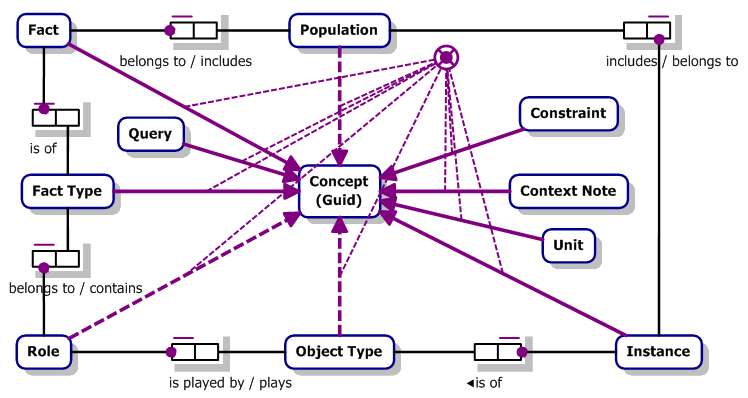 Fact
Population
belongs to / includes
includes / belongs to
Constraint
Query
is of
Concept
(Guid)
Fact Type
Context Note
Unit
belongs to / contains
Role
Object Type
Instance
is played by / plays
◄is of